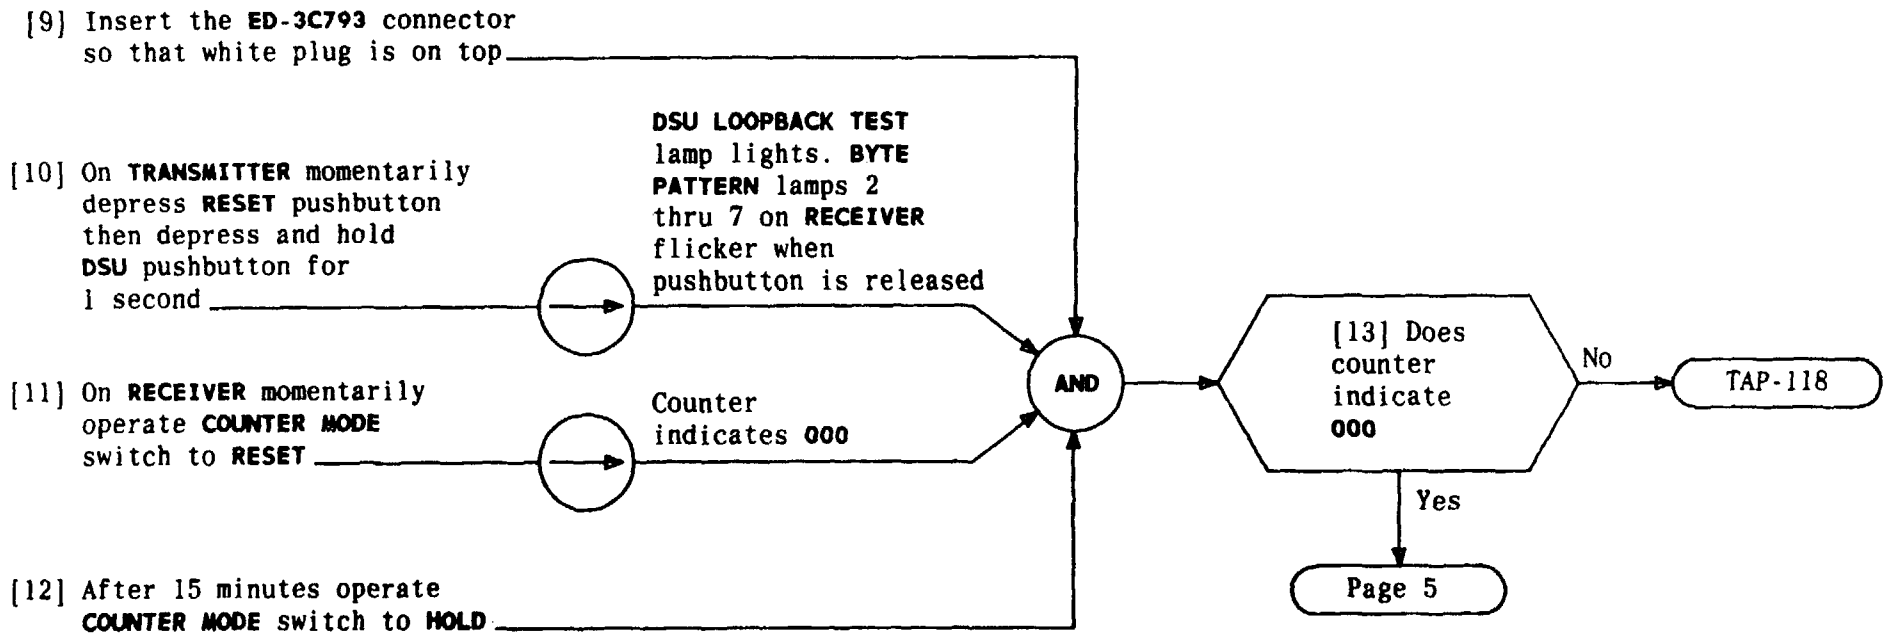 [9] Insert the ED-3C793 connector
so that white plug is on top
[10] On TRANSMITTER momentarily
depress RESET pushbutton
then depress and hold
DSU pushbutton for
1 second
DSU LOOPBACK TEST
lamp lights. BYTE
PATTERN lamps 2
thru 7 on RECEIVER
flicker when
pushbutton is released
[11] On RECEIVER momentarily
operate COUNTER MODE
switch to RESET
Counter
indicates 000
[12] After 15 minutes operate
COUNTER MODE switch to HOLD
AND
[13] Does
counter
indicate
000
No
TAP-118
Yes
Page 5